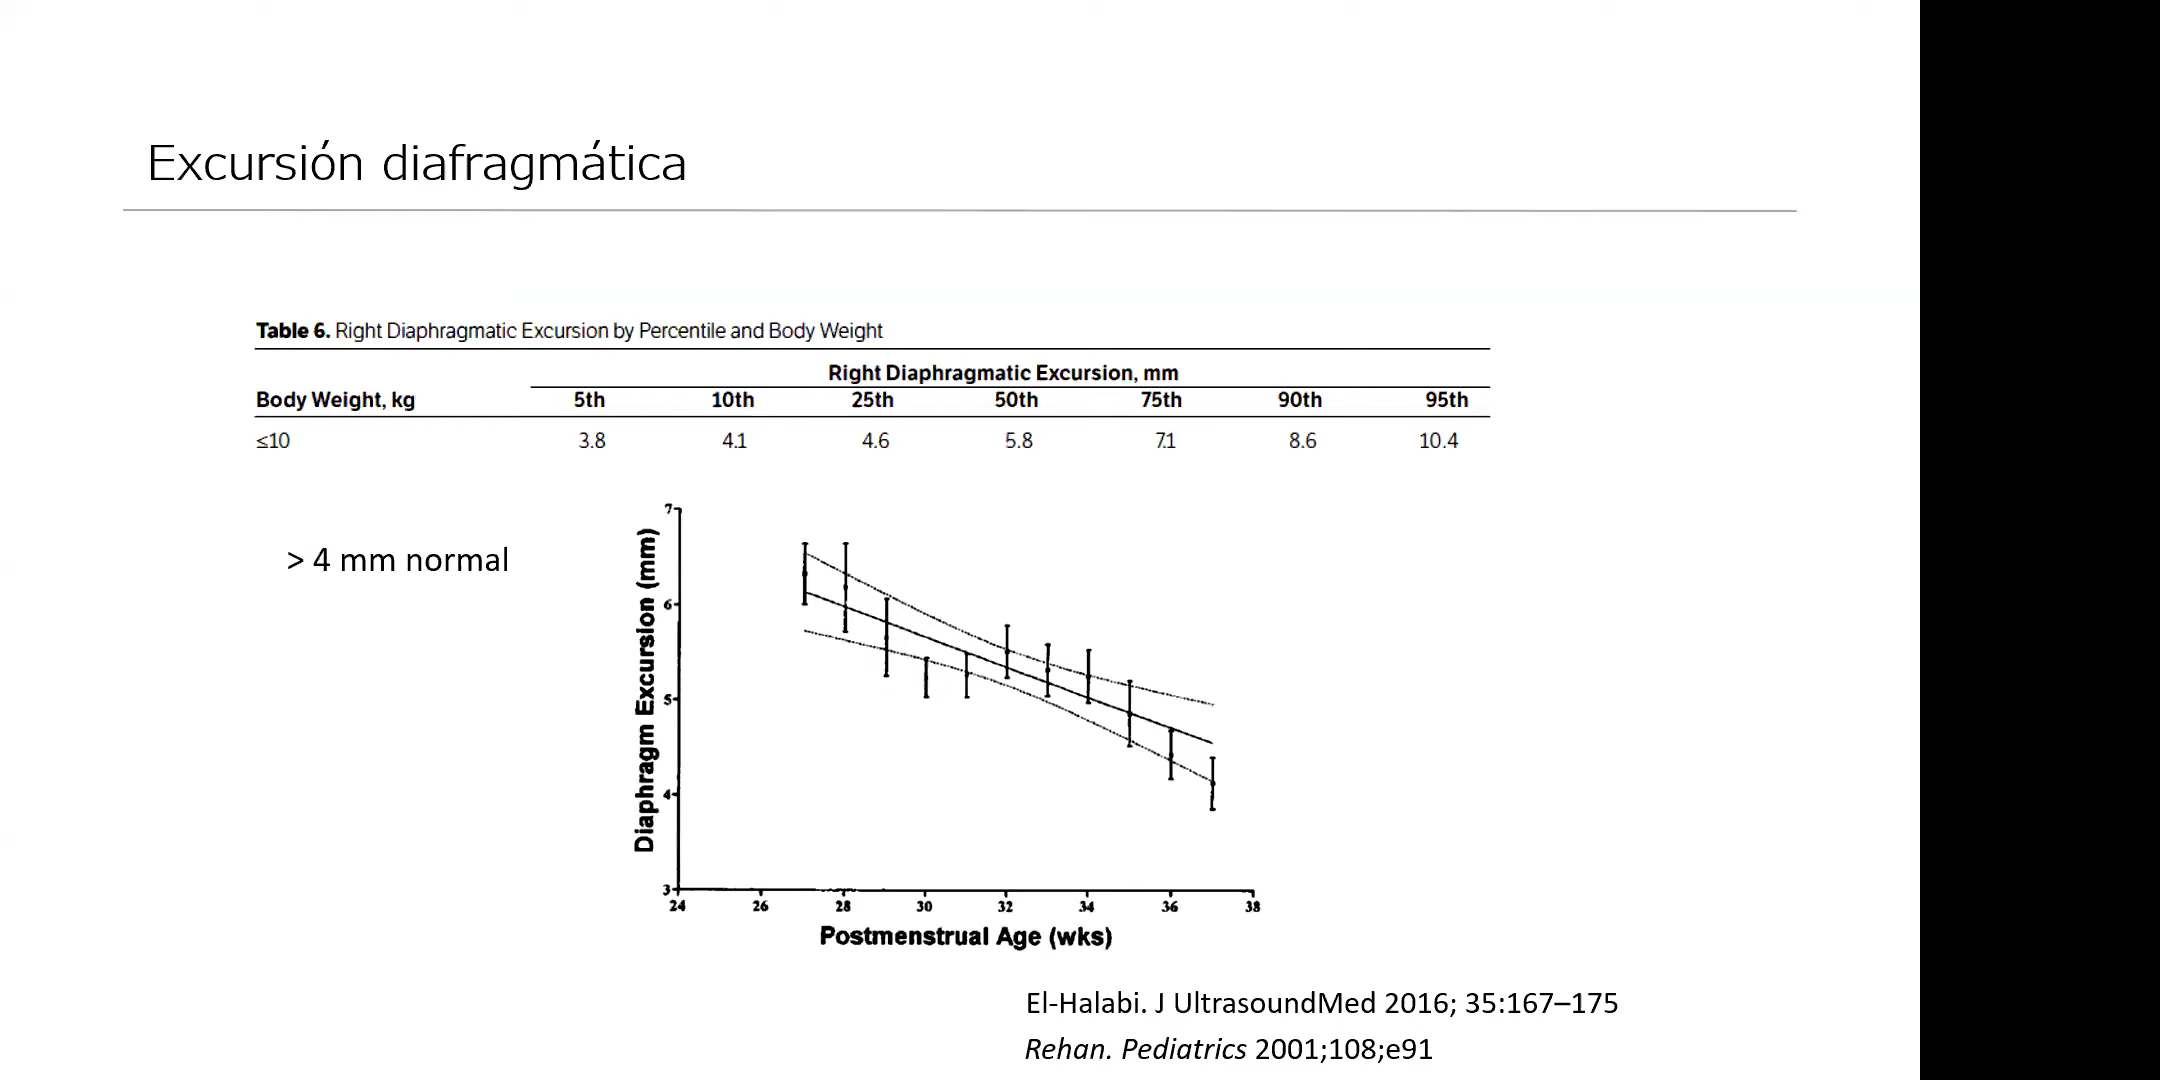 Excursión diafragmática
Table 6. Right Diaphragmatic Excursion by Percentile and Body Weight
Right Diaphragmatic Excursion, mm
Body Weight, kg 5th 10th 25th 50th 75th 90th 95th
≤10 3.8 4.1 4.6 5.8 7.1 8.6 10.4
> 4 mm normal
Diaphragm Excursion (mm)
7
6
5
4
3
24 26 28 30 32 34 36 38
Postmenstrual Age (wks)
El-Halabi. J UltrasoundMed 2016; 35:167–175
Rehan. Pediatrics 2001;108;e91